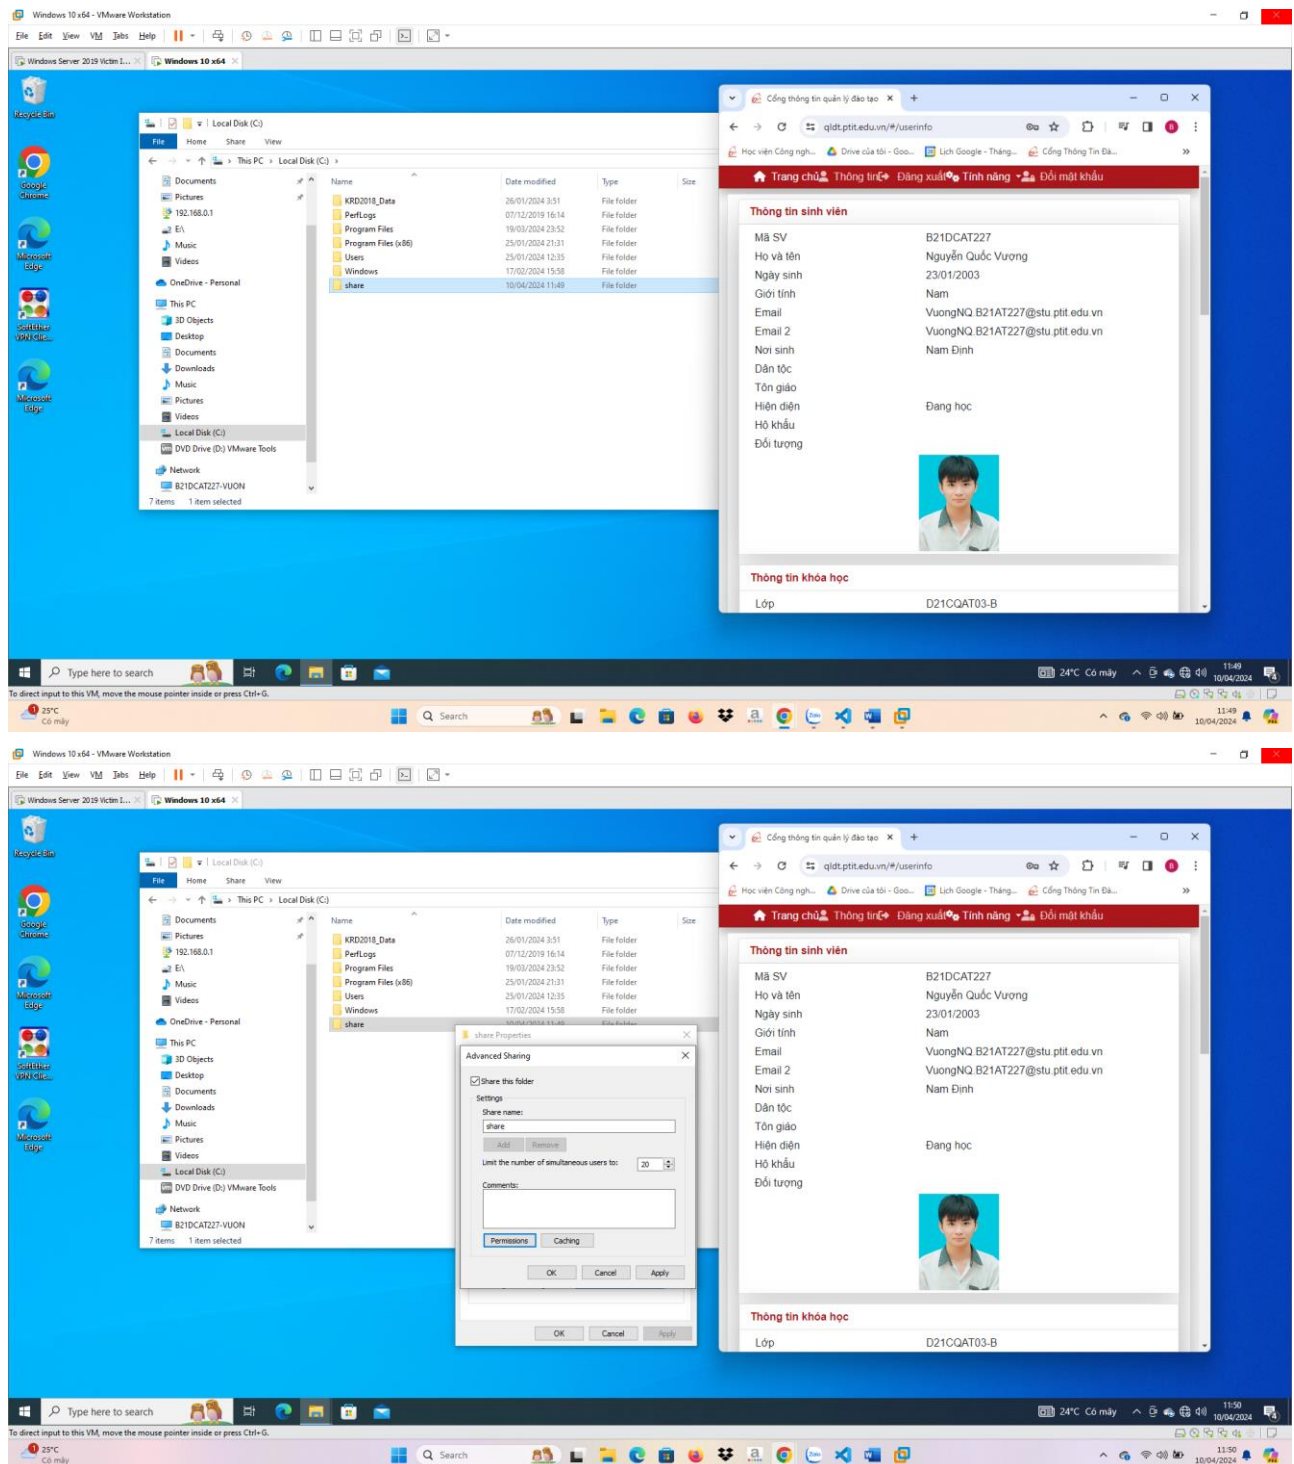 Windows 10 x64 - VMware Workstation
File Edit View VM Tabs Help
Windows Server 2019 Victim I... Windows 10 x64
Recycle Bin
Google Chrome
Microsoft Edge
SoftEther VPN Clie...
Microsoft Edge
Local Disk (C:)
File Home Share View
This PC > Local Disk (C:) >
Documents
Pictures
192.168.0.1
E\
Music
Videos
OneDrive - Personal
This PC
3D Objects
Desktop
Documents
Downloads
Music
Pictures
Videos
Local Disk (C:)
DVD Drive (D:) VMware Tools
Network
B21DCAT227-VUON
Name Date modified Type Size
KRD2018_Data 26/01/2024 3:51 File folder
PerfLogs 07/12/2019 16:14 File folder
Program Files 19/03/2024 23:52 File folder
Program Files (x86) 25/01/2024 21:31 File folder
Users 25/01/2024 12:35 File folder
Windows 17/02/2024 15:58 File folder
share 10/04/2024 11:49 File folder
7 items 1 item selected
Cổng thông tin quản lý đào tạo
qldt.ptit.edu.vn/#/userinfo
Học viện Công ngh... Drive của tôi - Goo... Lịch Google - Tháng... Cổng Thông Tin Đà...
Trang chủ Thông tin Đăng xuất Tính năng Đổi mật khẩu
Thông tin sinh viên
Mã SV B21DCAT227
Họ và tên Nguyễn Quốc Vượng
Ngày sinh 23/01/2003
Giới tính Nam
Email VuongNQ.B21AT227@stu.ptit.edu.vn
Email 2 VuongNQ.B21AT227@stu.ptit.edu.vn
Nơi sinh Nam Định
Dân tộc
Tôn giáo
Hiện diện Đang học
Hộ khẩu
Đối tượng
Thông tin khóa học
Lớp D21CQAT03-B
Type here to search
24°C Có mây
11:49
10/04/2024
To direct input to this VM, move the mouse pointer inside or press Ctrl+G.
25°C
Có mây
Search
11:49
10/04/2024
Windows 10 x64 - VMware Workstation
File Edit View VM Tabs Help
Windows Server 2019 Victim I... Windows 10 x64
Recycle Bin
Google Chrome
Microsoft Edge
SoftEther VPN Clie...
Microsoft Edge
Local Disk (C:)
File Home Share View
This PC > Local Disk (C:)
Documents
Pictures
192.168.0.1
E\
Music
Videos
OneDrive - Personal
This PC
3D Objects
Desktop
Documents
Downloads
Music
Pictures
Videos
Local Disk (C:)
DVD Drive (D:) VMware Tools
Network
B21DCAT227-VUON
Name Date modified Type Size
KRD2018_Data 26/01/2024 3:51 File folder
PerfLogs 07/12/2019 16:14 File folder
Program Files 19/03/2024 23:52 File folder
Program Files (x86) 25/01/2024 21:31 File folder
Users 25/01/2024 12:35 File folder
Windows 17/02/2024 15:58 File folder
share 10/04/2024 11:49 File folder
7 items 1 item selected
share Properties
Advanced Sharing
Share this folder
Settings
Share name:
share
Add Remove
Limit the number of simultaneous users to: 20
Comments:
Permissions Caching
OK Cancel Apply
OK Cancel Apply
Cổng thông tin quản lý đào tạo
qldt.ptit.edu.vn/#/userinfo
Học viện Công ngh... Drive của tôi - Goo... Lịch Google - Tháng... Cổng Thông Tin Đà...
Trang chủ Thông tin Đăng xuất Tính năng Đổi mật khẩu
Thông tin sinh viên
Mã SV B21DCAT227
Họ và tên Nguyễn Quốc Vượng
Ngày sinh 23/01/2003
Giới tính Nam
Email VuongNQ.B21AT227@stu.ptit.edu.vn
Email 2 VuongNQ.B21AT227@stu.ptit.edu.vn
Nơi sinh Nam Định
Dân tộc
Tôn giáo
Hiện diện Đang học
Hộ khẩu
Đối tượng
Thông tin khóa học
Lớp D21CQAT03-B
Type here to search
24°C Có mây
11:50
10/04/2024
To direct input to this VM, move the mouse pointer inside or press Ctrl+G.
25°C
Có mây
Search
11:50
10/04/2024